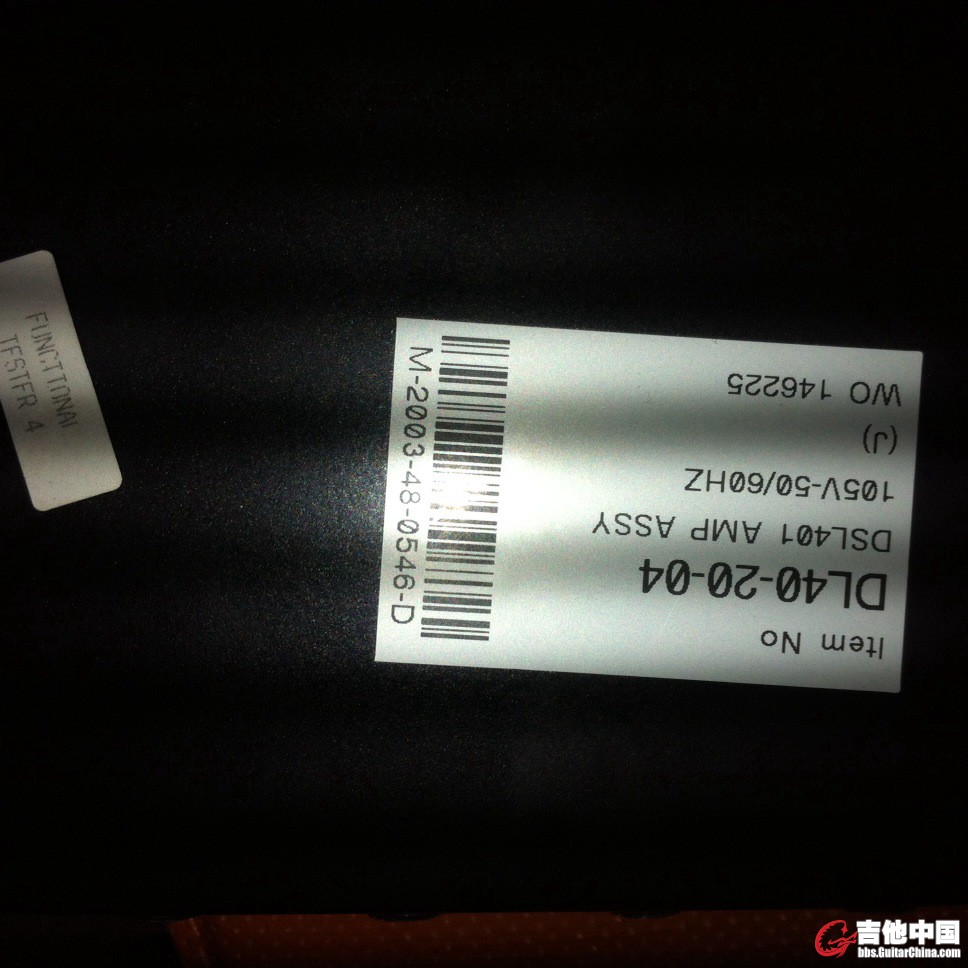 Item No
DL40-20-04
DSL401 AMP ASSY
105V-50/60HZ
(J)
WO 146225
M-2003-48-0546-D
FUNCTIONAL
TESTER 4
吉他中国
bbs.GuitarChina.com